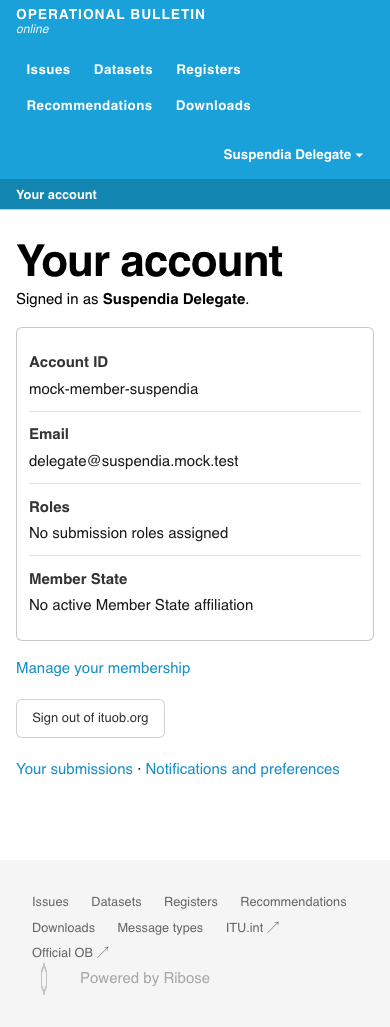 OPERATIONAL BULLETIN
online
Issues Datasets Registers
Recommendations Downloads
Suspendia Delegate
Your account
Your account
Signed in as Suspendia Delegate.
Account ID
mock-member-suspendia
Email
delegate@suspendia.mock.test
Roles
No submission roles assigned
Member State
No active Member State affiliation
Manage your membership
Sign out of ituob.org
Your submissions · Notifications and preferences
Issues Datasets Registers Recommendations
Downloads Message types ITU.int ↗
Official OB ↗
Powered by Ribose